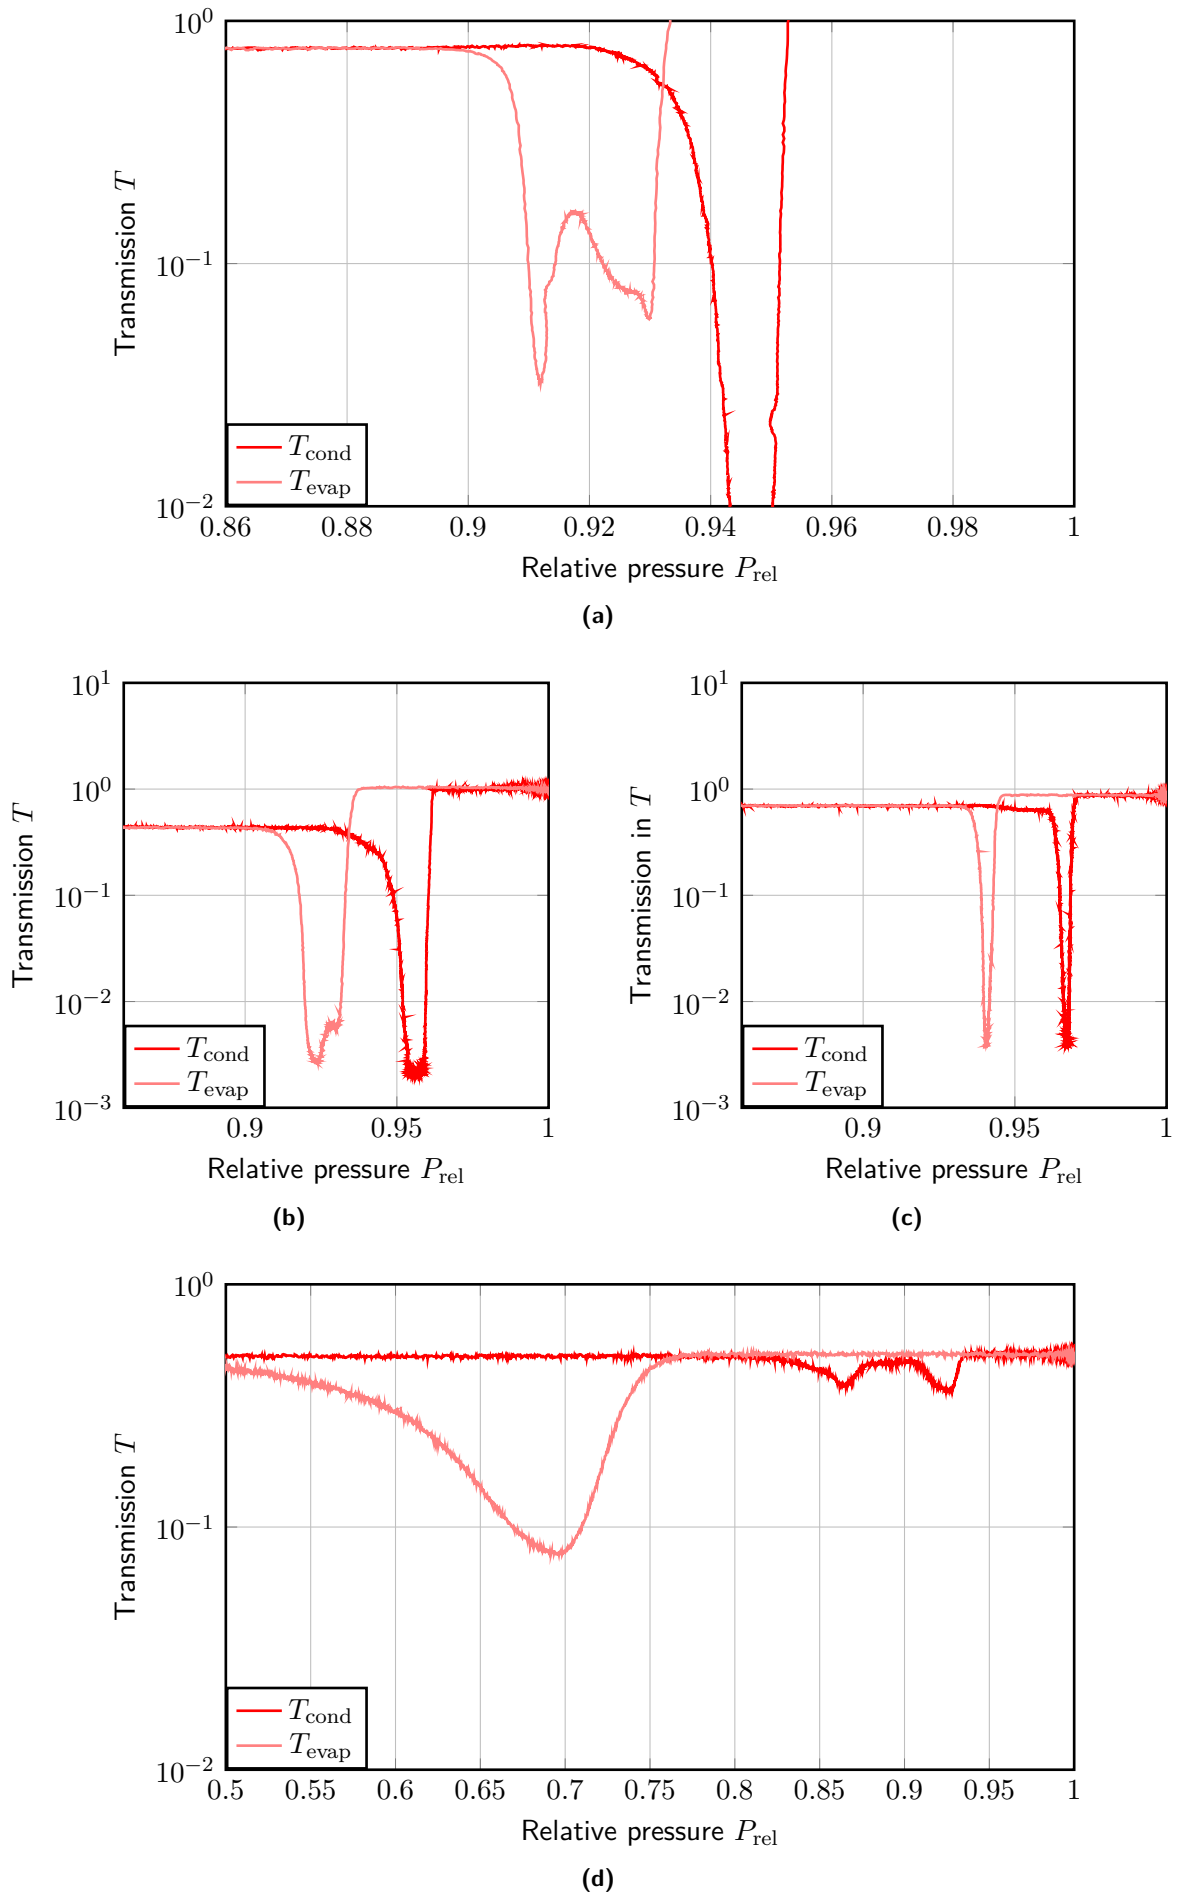 10^0
10^−1
10^−2
Transmission T
T_cond
T_evap
0.86 0.88 0.9 0.92 0.94 0.96 0.98 1
Relative pressure P_rel
(a)
10^1
10^0
10^−1
10^−2
10^−3
Transmission T
T_cond
T_evap
0.9 0.95 1
Relative pressure P_rel
(b)
10^1
10^0
10^−1
10^−2
10^−3
Transmission in T
T_cond
T_evap
0.9 0.95 1
Relative pressure P_rel
(c)
10^0
10^−1
10^−2
Transmission T
T_cond
T_evap
0.5 0.55 0.6 0.65 0.7 0.75 0.8 0.85 0.9 0.95 1
Relative pressure P_rel
(d)